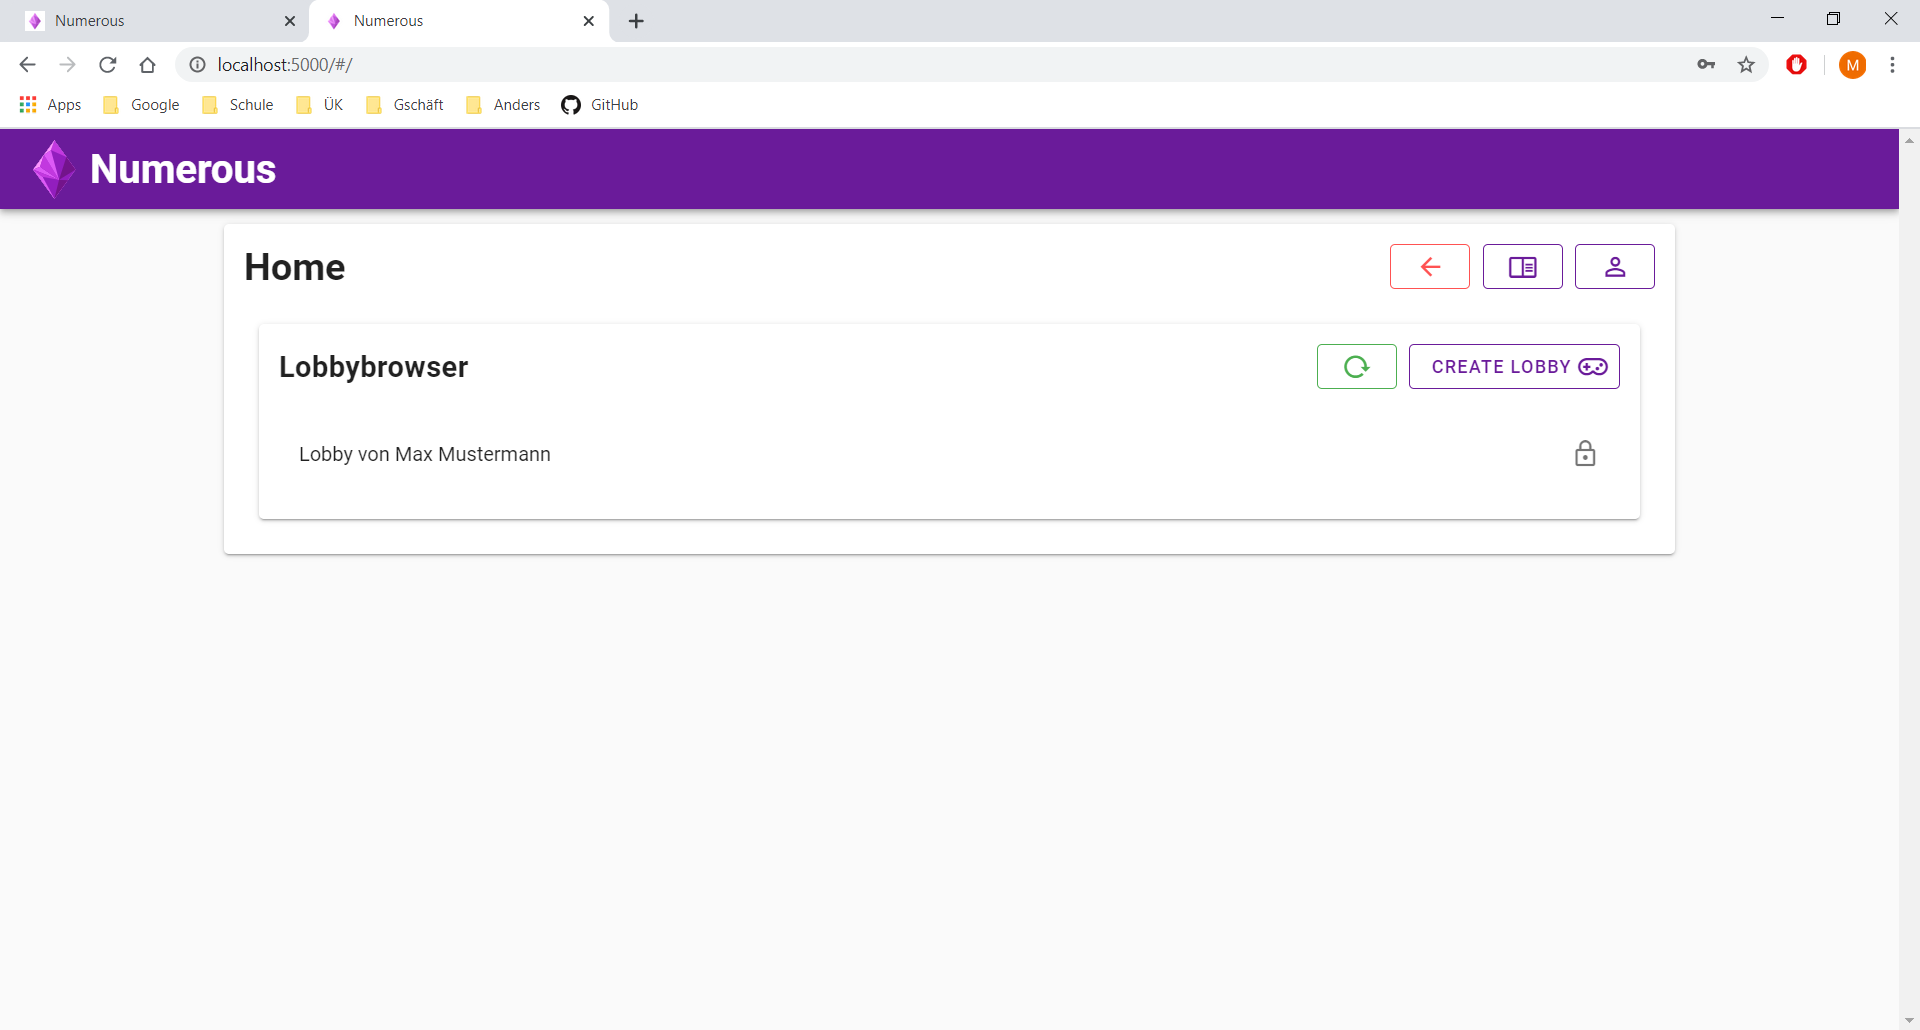 Numerous Numerous
localhost:5000/#/ M
Apps Google Schule ÜK Gschäft Anders GitHub
Numerous
Home
Lobbybrowser CREATE LOBBY
Lobby von Max Mustermann